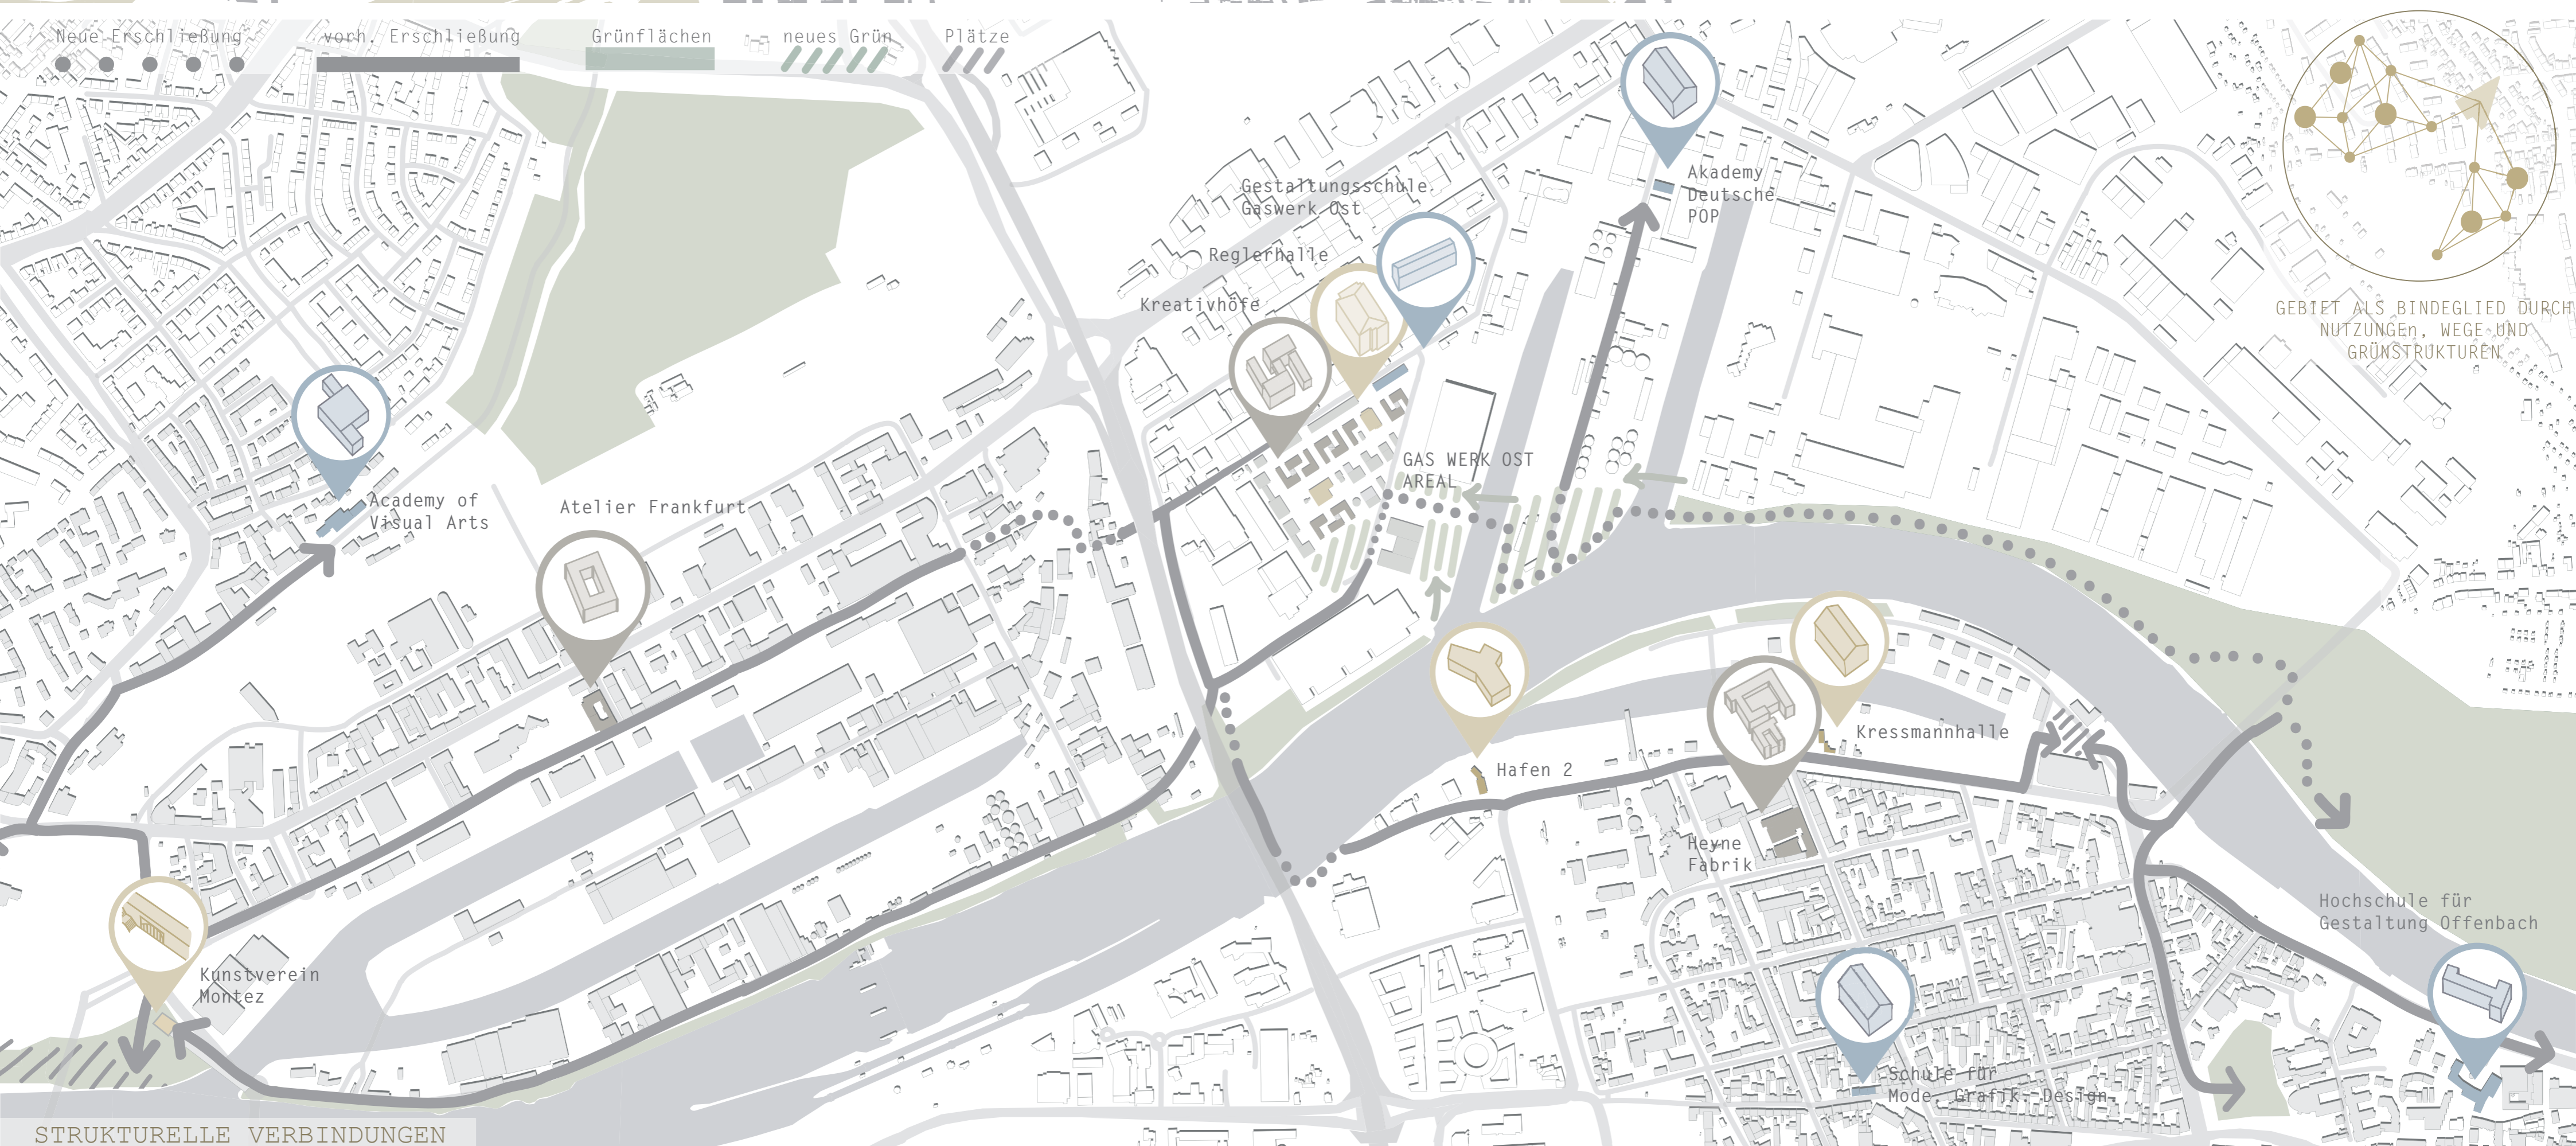 Neue Erschließung
vorh. Erschließung
Grünflächen
neues Grün
Plätze
Gestaltungsschule
Gaswerk Ost
Reglerhalle
Kreativhöfe
Akademy
Deutsche
POP
GEBIET ALS BINDEGLIED DURCH
NUTZUNGEn, WEGE UND
GRÜNSTRUKTUREN
GAS WERK OST
AREAL
Academy of
Visual Arts
Atelier Frankfurt
Kressmannhalle
Hafen 2
Heyne
Fabrik
Hochschule für
Gestaltung Offenbach
Kunstverein
Montez
Schule für
Mode, Grafik, Design
STRUKTURELLE VERBINDUNGEN